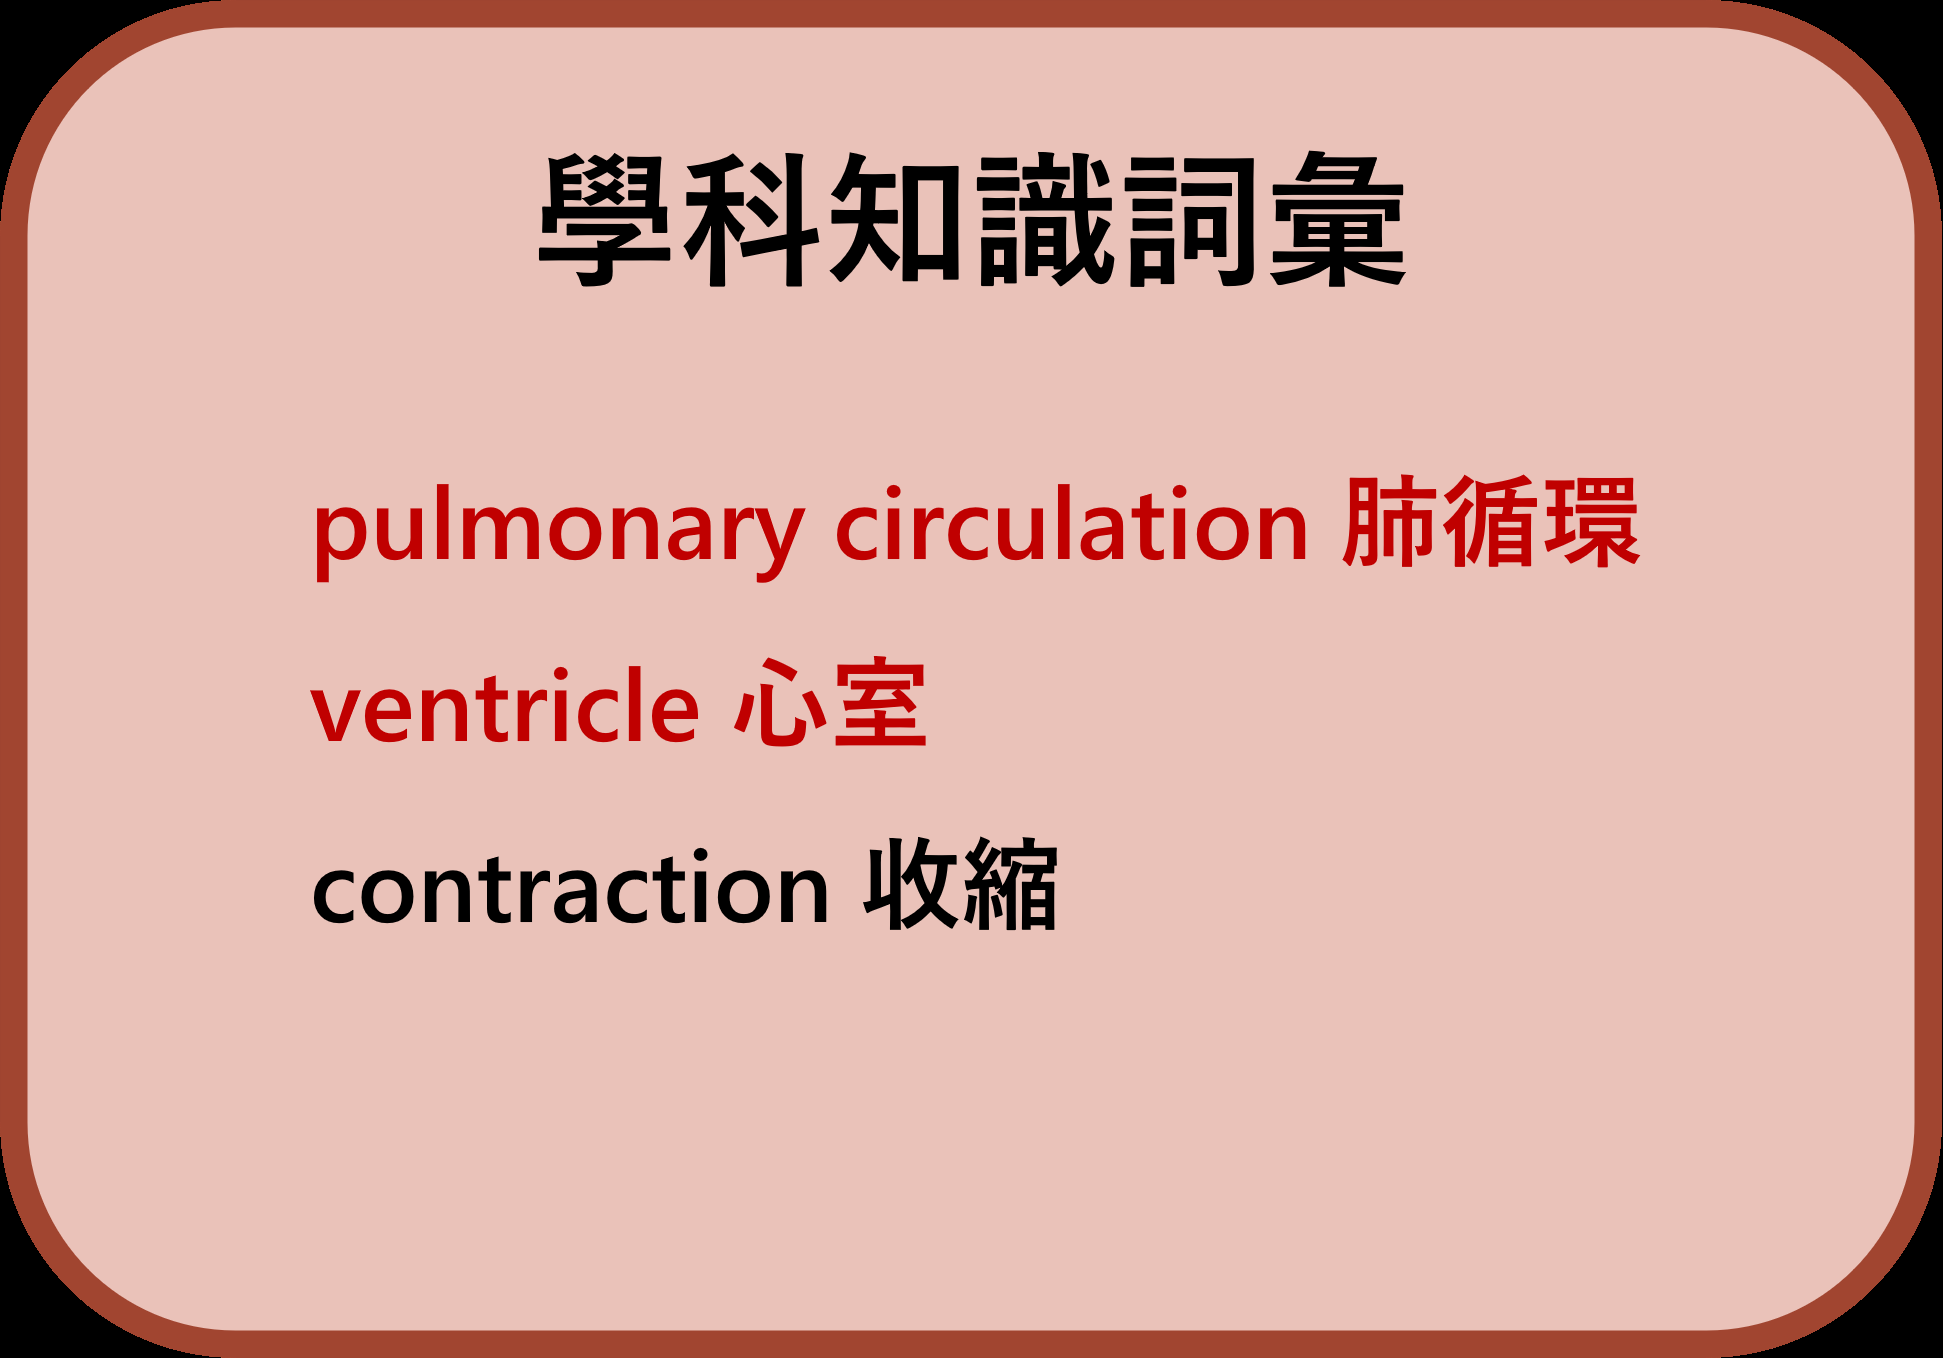 學科知識詞彙
pulmonary circulation 肺循環
ventricle 心室
contraction 收縮